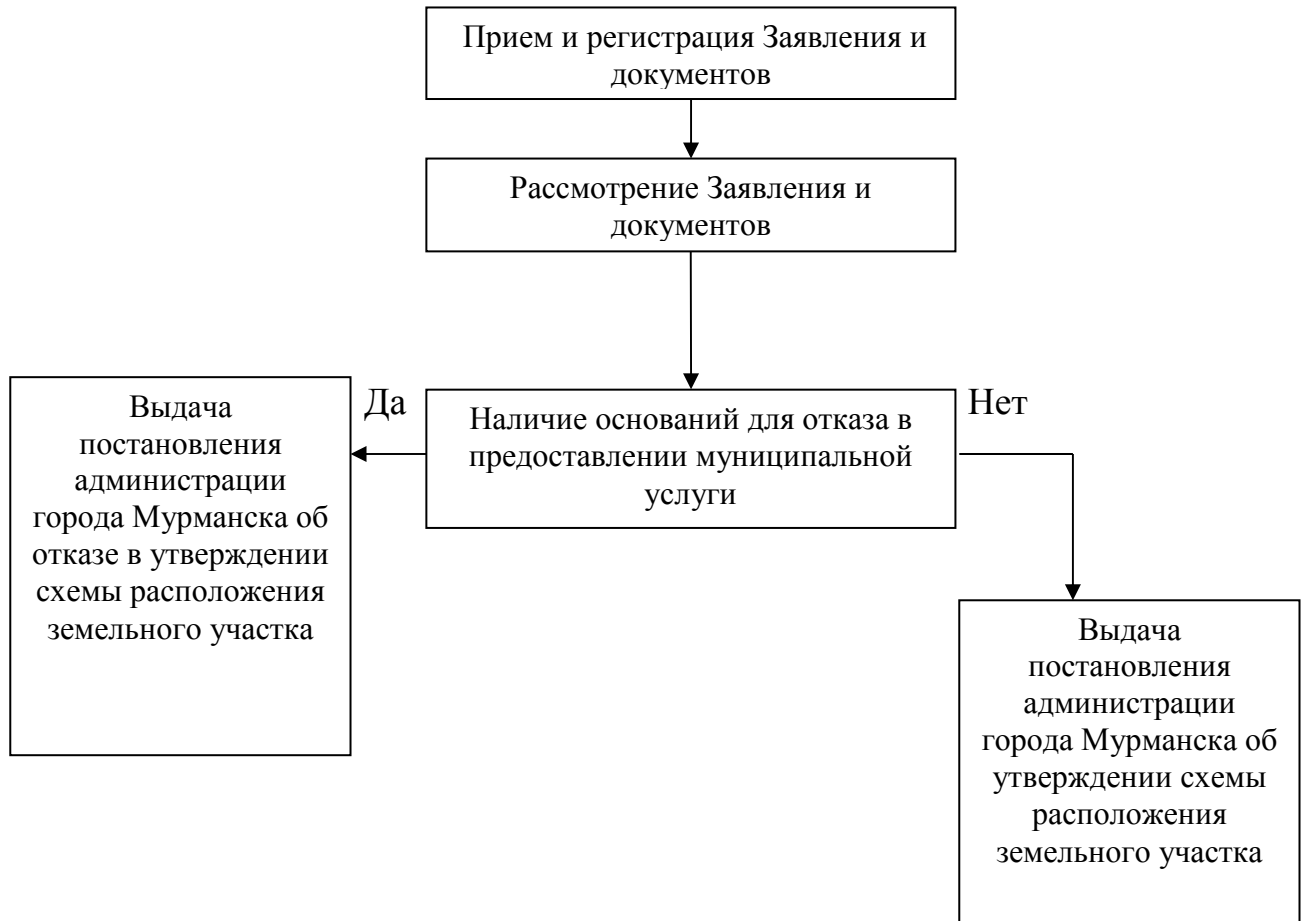 Прием и регистрация Заявления и
документов
Рассмотрение Заявления и
документов
Да
Наличие оснований для отказа в
предоставлении муниципальной
услуги
Нет
Выдача
постановления
администрации
города Мурманска об
отказе в утверждении
схемы расположения
земельного участка
Выдача
постановления
администрации
города Мурманска об
утверждении схемы
расположения
земельного участка